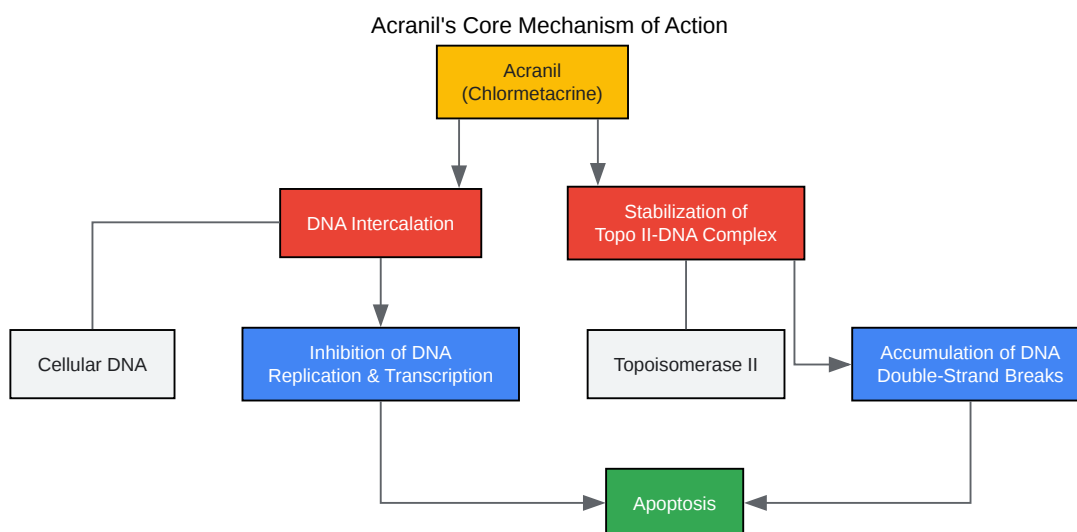 Acranil's Core Mechanism of Action
Acranil
(Chlormetacrine)
DNA Intercalation
Stabilization of
Topo II-DNA Complex
Cellular DNA
Inhibition of DNA
Replication & Transcription
Topoisomerase II
Accumulation of DNA
Double-Strand Breaks
Apoptosis